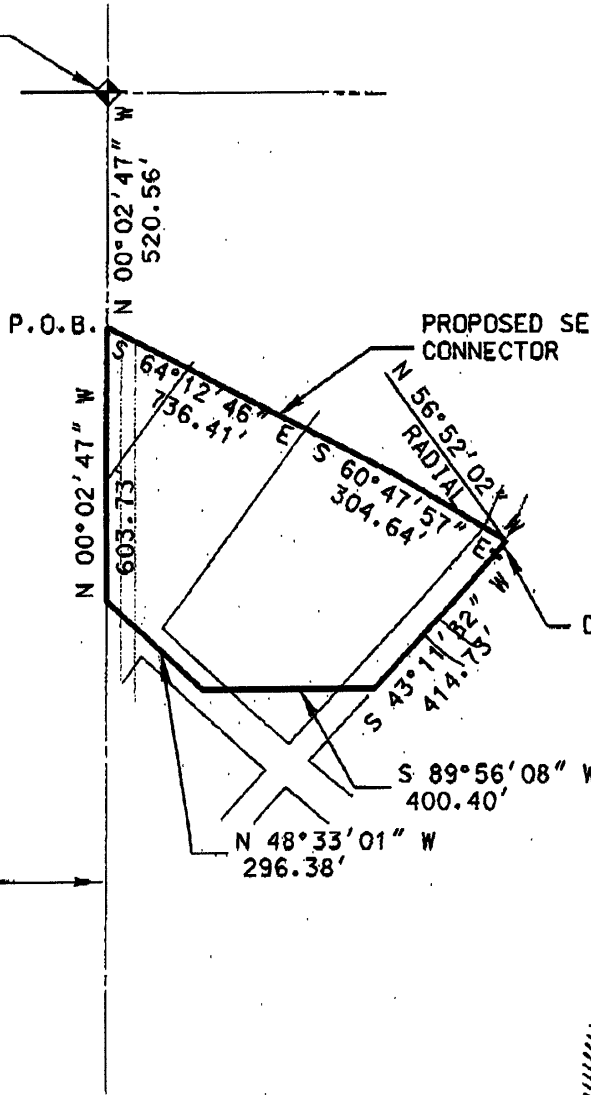 N 00°02'47" W
520.56'
P.O.B.
PROPOSED SE
CONNECTOR
S 64°12'46" E
736.41'
N 56°52'02" W
RADIAL
S 60°47'57" E
304.64'
N 00°02'47" W
603.73'
S 43°11'32" W
414.73'
S 89°56'08" W
400.40'
N 48°33'01" W
296.38'